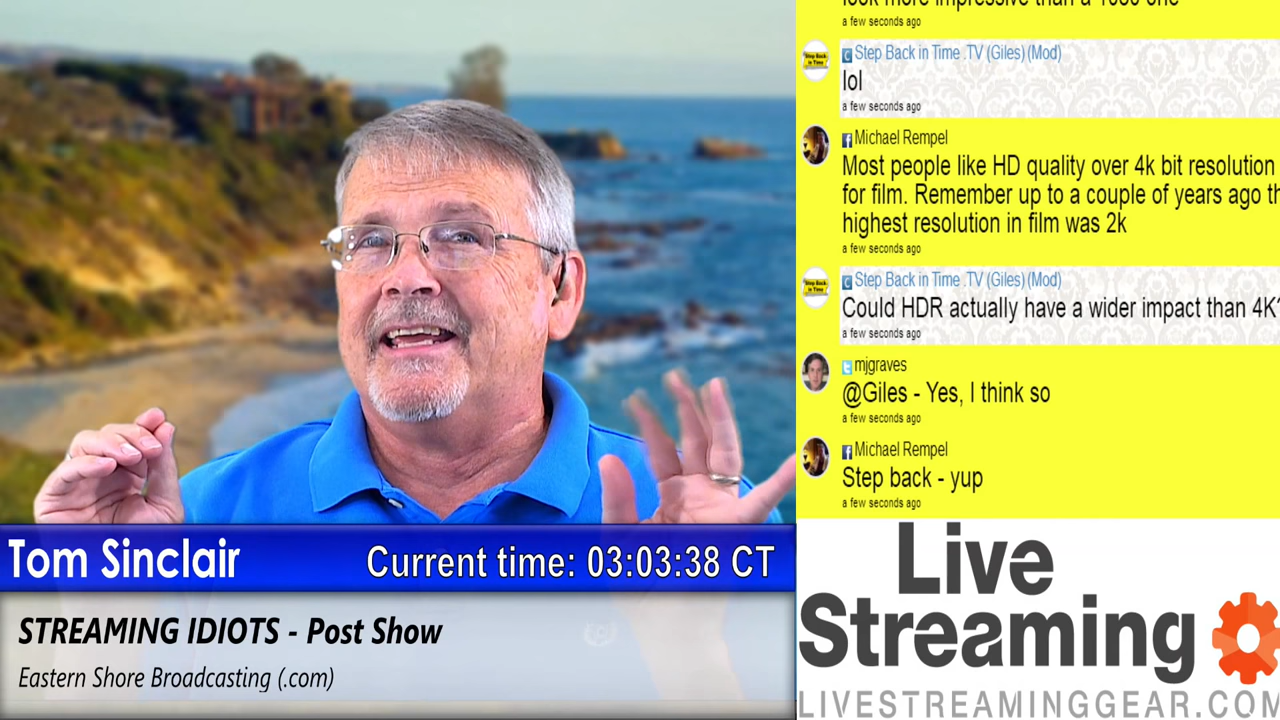 look more impressive than a 1080 one
a few seconds ago
Step Back in Time .TV (Giles) (Mod)
lol
a few seconds ago
Michael Rempel
Most people like HD quality over 4k bit resolution
for film. Remember up to a couple of years ago th
highest resolution in film was 2k
a few seconds ago
Step Back in Time .TV (Giles) (Mod)
Could HDR actually have a wider impact than 4K?
a few seconds ago
mjgraves
@Giles - Yes, I think so
a few seconds ago
Michael Rempel
Step back - yup
a few seconds ago
Tom Sinclair
Current time: 03:03:38 CT
STREAMING IDIOTS - Post Show
Eastern Shore Broadcasting (.com)
Live
Streaming
LIVESTREAMINGGEAR.COM